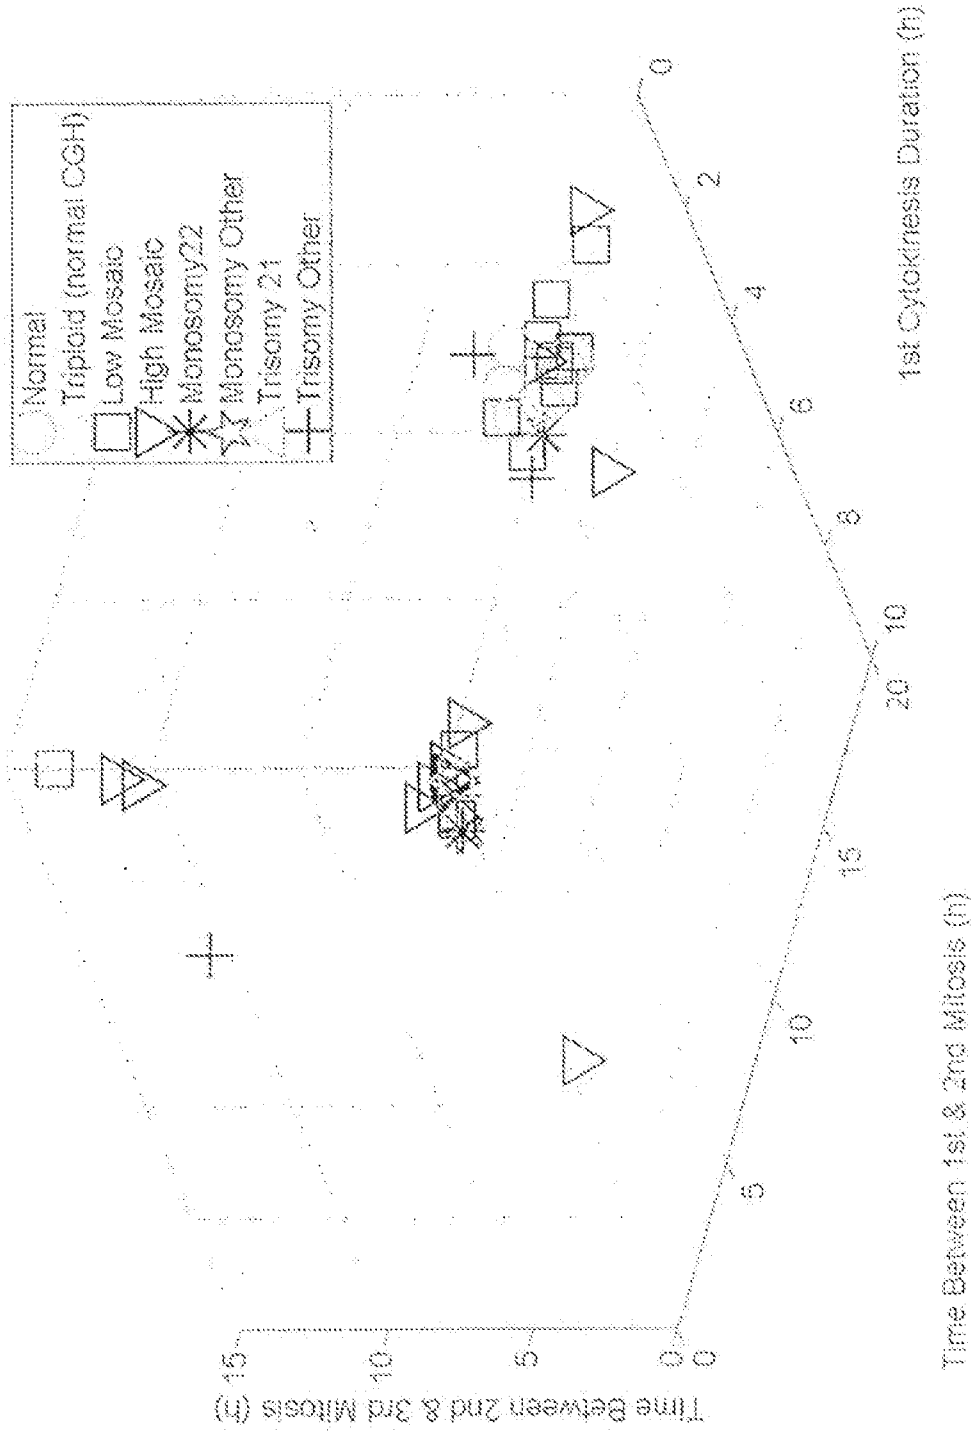 Normal
Triploid (normal CGH)
Low Mosaic
High Mosaic
Monosomy22
Monosomy Other
Trisomy 21
Trisomy Other
Time Between 2nd & 3rd Mitosis (h)
15
10
5
0
0
5
10
15
20
Time Between 1st & 2nd Mitosis (h)
10
8
6
4
2
0
1st Cytokinesis Duration (h)